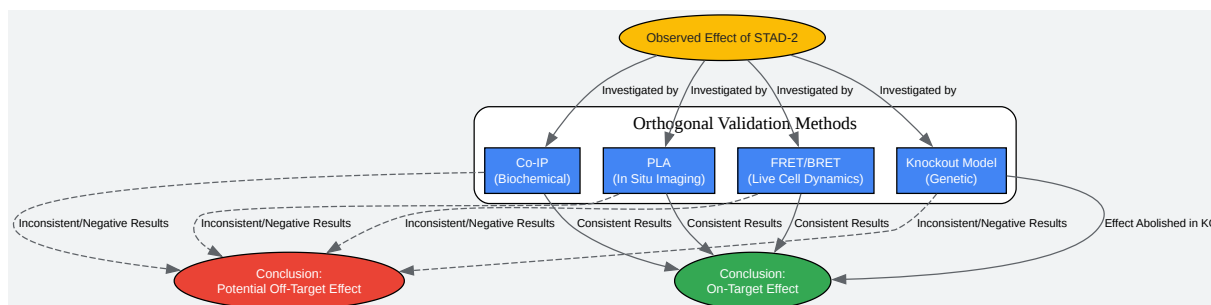 Observed Effect of STAD-2
Investigated by
Investigated by
Investigated by
Investigated by
Orthogonal Validation Methods
Co-IP
(Biochemical)
PLA
(In Situ Imaging)
FRET/BRET
(Live Cell Dynamics)
Knockout Model
(Genetic)
Inconsistent/Negative Results
Inconsistent/Negative Results
Inconsistent/Negative Results
Consistent Results
Consistent Results
Consistent Results
Inconsistent/Negative Results
Effect Abolished in
Conclusion:
Potential Off-Target Effect
Conclusion:
On-Target Effect